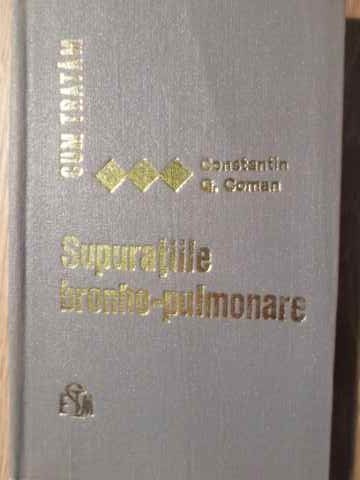 CUM TRATĂM
Constantin
G. Coman
Supurațiile
bronho-pulmonare